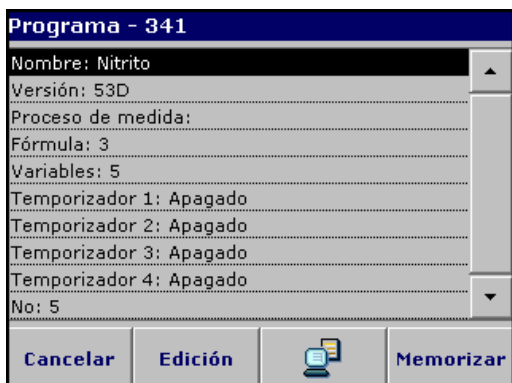 Programa - 341
Nombre: Nitrito
Versión: 53D
Proceso de medida:
Fórmula: 3
Variables: 5
Temporizador 1: Apagado
Temporizador 2: Apagado
Temporizador 3: Apagado
Temporizador 4: Apagado
No: 5
Cancelar
Edición
Memorizar